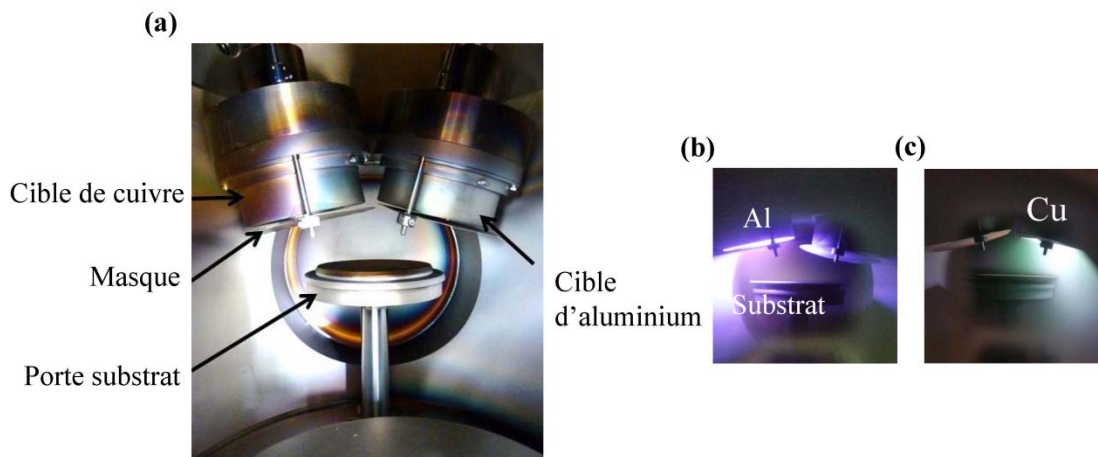 (a)
Cible de cuivre
Masque
Porte substrat
Cible
d'aluminium
(b)
Al
Substrat
(c)
Cu